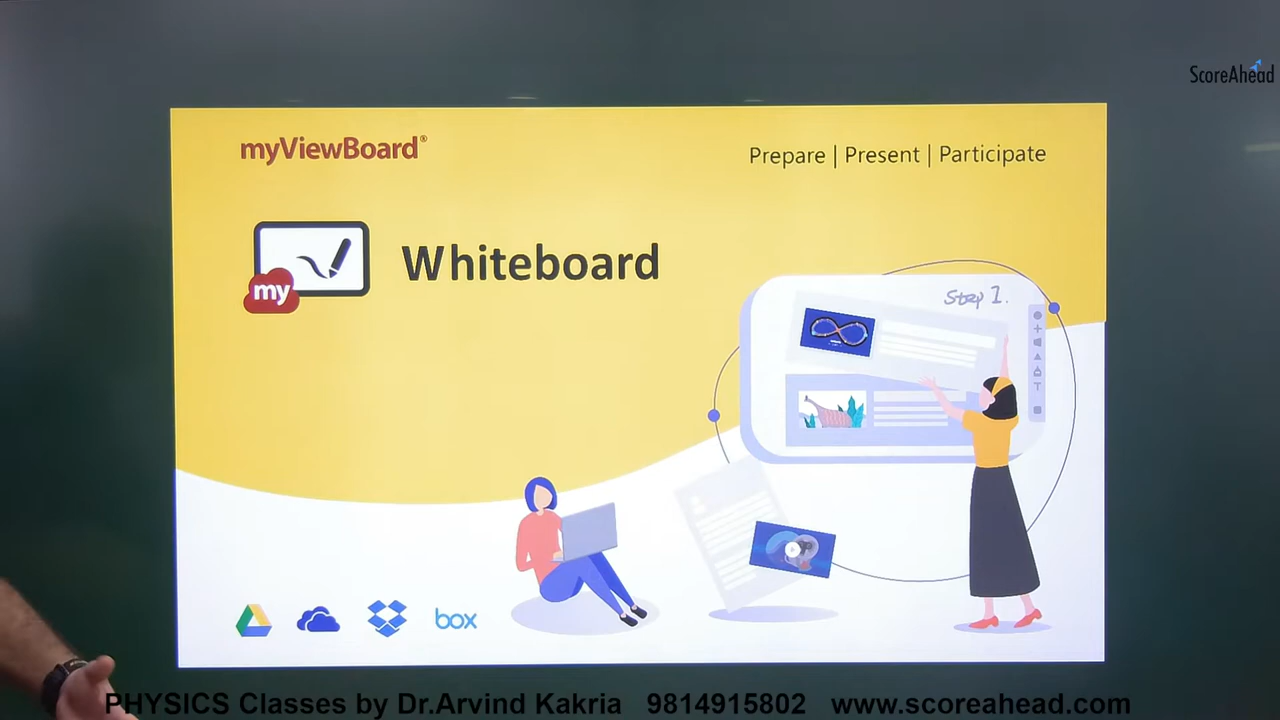 ScoreAhead
myViewBoard®
Prepare | Present | Participate
my
Whiteboard
Step 1.
T
box
PHYSICS Classes by Dr.Arvind Kakria 9814915802 www.scoreahead.com